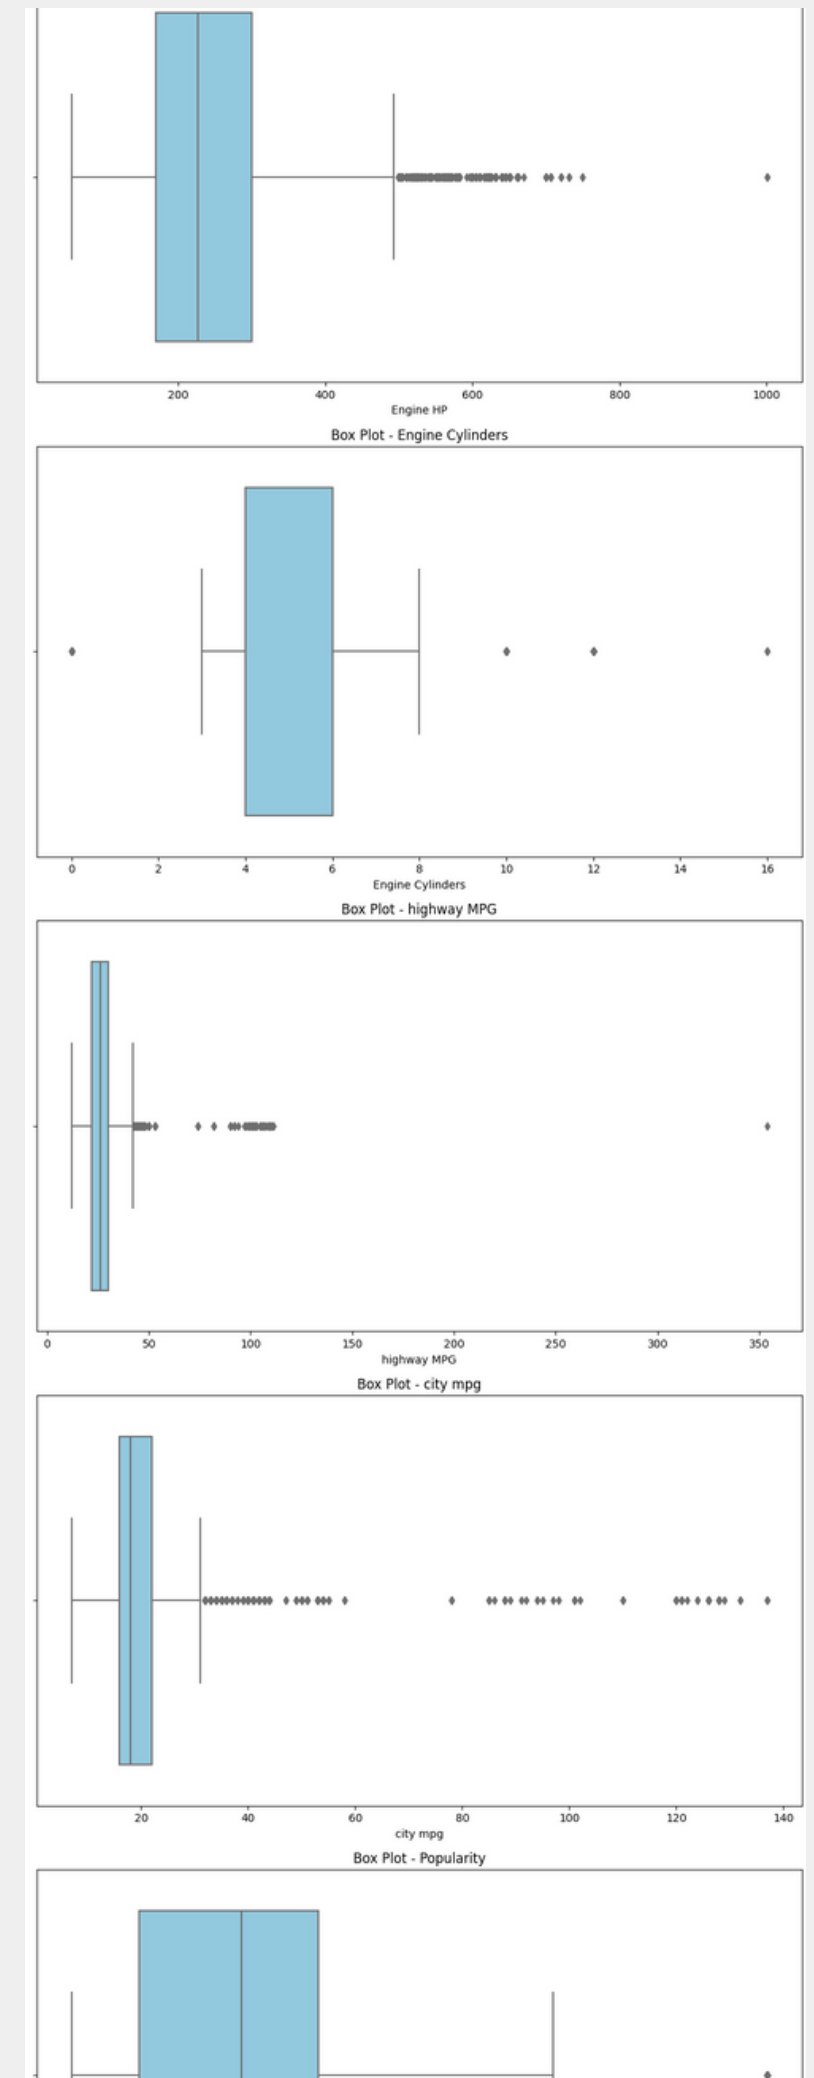 200 400 600 800 1000
Engine HP
Box Plot - Engine Cylinders
0 2 4 6 8 10 12 14 16
Engine Cylinders
Box Plot - highway MPG
0 50 100 150 200 250 300 350
highway MPG
Box Plot - city mpg
20 40 60 80 100 120 140
city mpg
Box Plot - Popularity